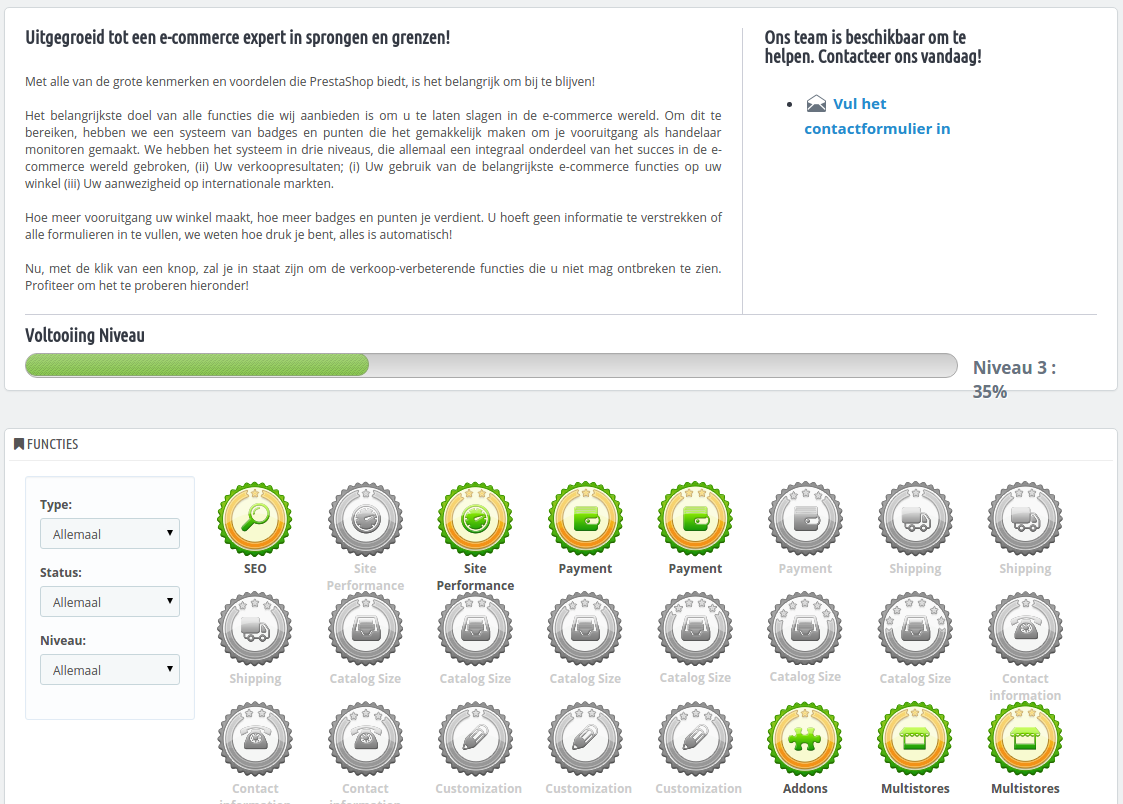 Uitgegroeid tot een e-commerce expert in sprongen en grenzen!
Met alle van de grote kenmerken en voordelen die PrestaShop biedt, is het belangrijk om bij te blijven!
Het belangrijkste doel van alle functies die wij aanbieden is om u te laten slagen in de e-commerce wereld. Om dit te
bereiken, hebben we een systeem van badges en punten die het gemakkelijk maken om je vooruitgang als handelaar
monitoren gemaakt. We hebben het systeem in drie niveaus, die allemaal een integraal onderdeel van het succes in de e-
commerce wereld gebroken, (ii) Uw verkoopresultaten; (i) Uw gebruik van de belangrijkste e-commerce functies op uw
winkel (iii) Uw aanwezigheid op internationale markten.
Hoe meer vooruitgang uw winkel maakt, hoe meer badges en punten je verdient. U hoeft geen informatie te verstrekken of
alle formulieren in te vullen, we weten hoe druk je bent, alles is automatisch!
Nu, met de klik van een knop, zal je in staat zijn om de verkoop-verbeterende functies die u niet mag ontbreken te zien.
Profiteer om het te proberen hieronder!
Ons team is beschikbaar om te
helpen. Contacteer ons vandaag!
Vul het
contactformulier in
Voltooiing Niveau
Niveau 3 :
35%
FUNCTIES
Type:
Allemaal
Status:
Allemaal
Niveau:
Allemaal
SEO
Site
Performance
Site
Performance
Payment
Payment
Payment
Shipping
Shipping
Shipping
Catalog Size
Catalog Size
Catalog Size
Catalog Size
Catalog Size
Catalog Size
Contact
information
Contact
information
Contact
information
Customization
Customization
Customization
Addons
Multistores
Multistores